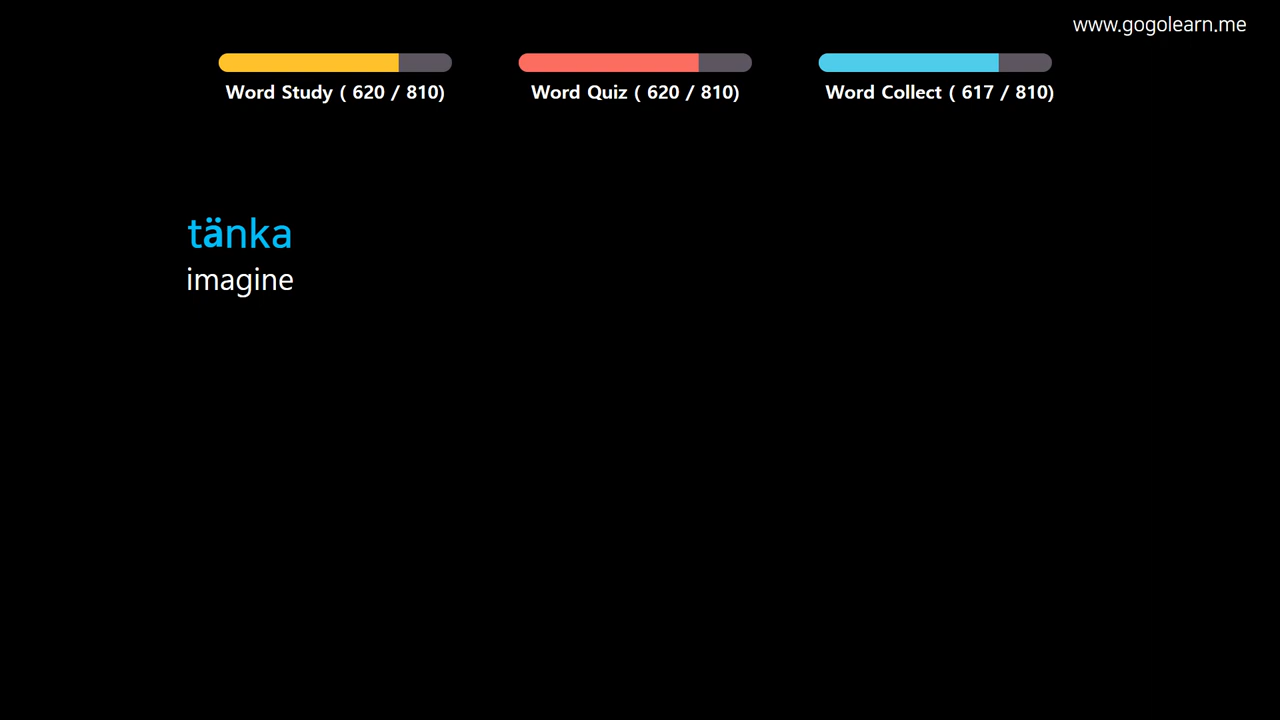 www.gogolearn.me
Word Study ( 620 / 810)
Word Quiz ( 620 / 810)
Word Collect ( 617 / 810)
tänka
imagine